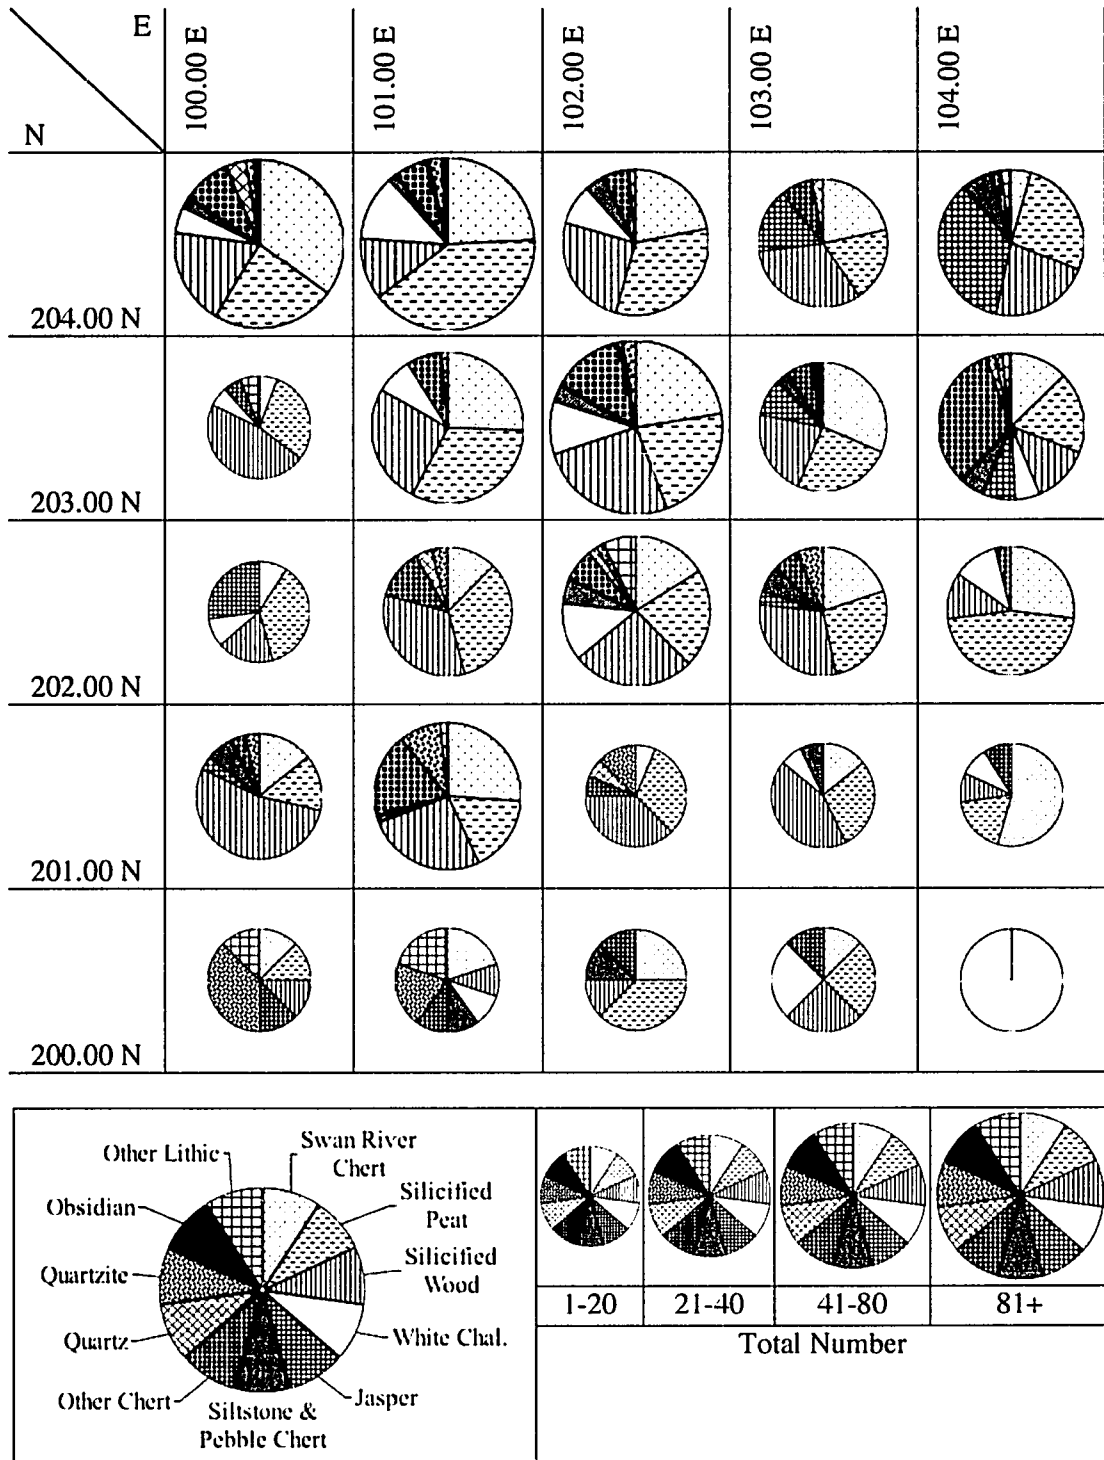 E
N
100.00 E
101.00 E
102.00 E
103.00 E
104.00 E
204.00 N
203.00 N
202.00 N
201.00 N
200.00 N
Other Lithic
Swan River
Chert
Obsidian
Silicified
Peat
Quartzite
Silicified
Wood
Quartz
White Chal.
Other Chert
Siltstone &
Pebble Chert
Jasper
1-20
21-40
41-80
81+
Total Number